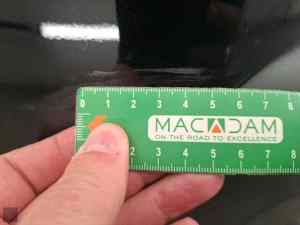 0 1 2 3 4 5 6 7 8
MACADAM
ON THE ROAD TO EXCELLENCE
2 3 4 5 6 7 8